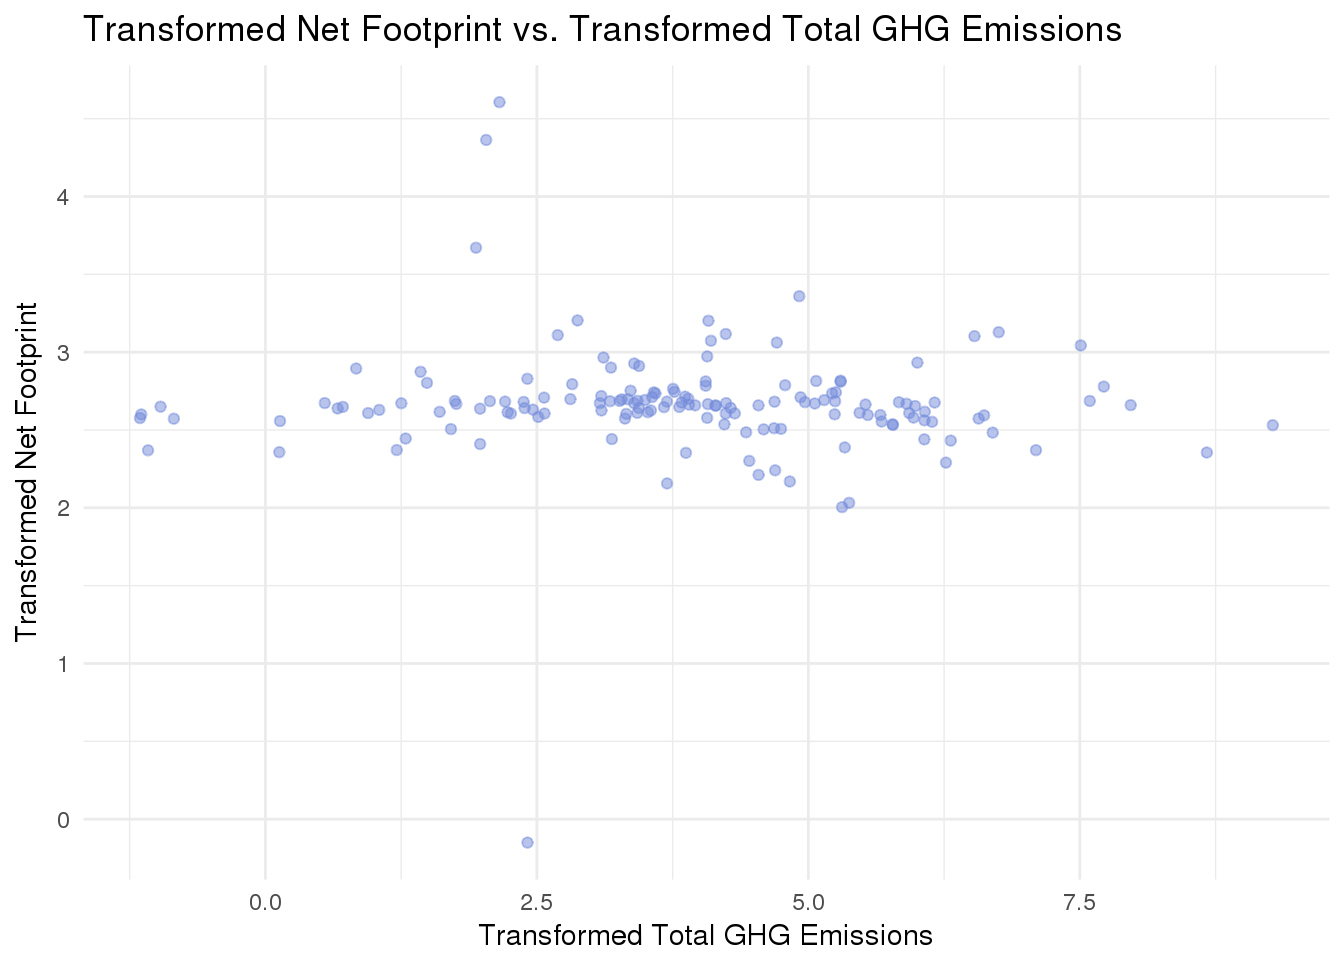 Transformed Net Footprint vs. Transformed Total GHG Emissions
Transformed Net Footprint
4
3
2
1
0
0.0 2.5 5.0 7.5
Transformed Total GHG Emissions